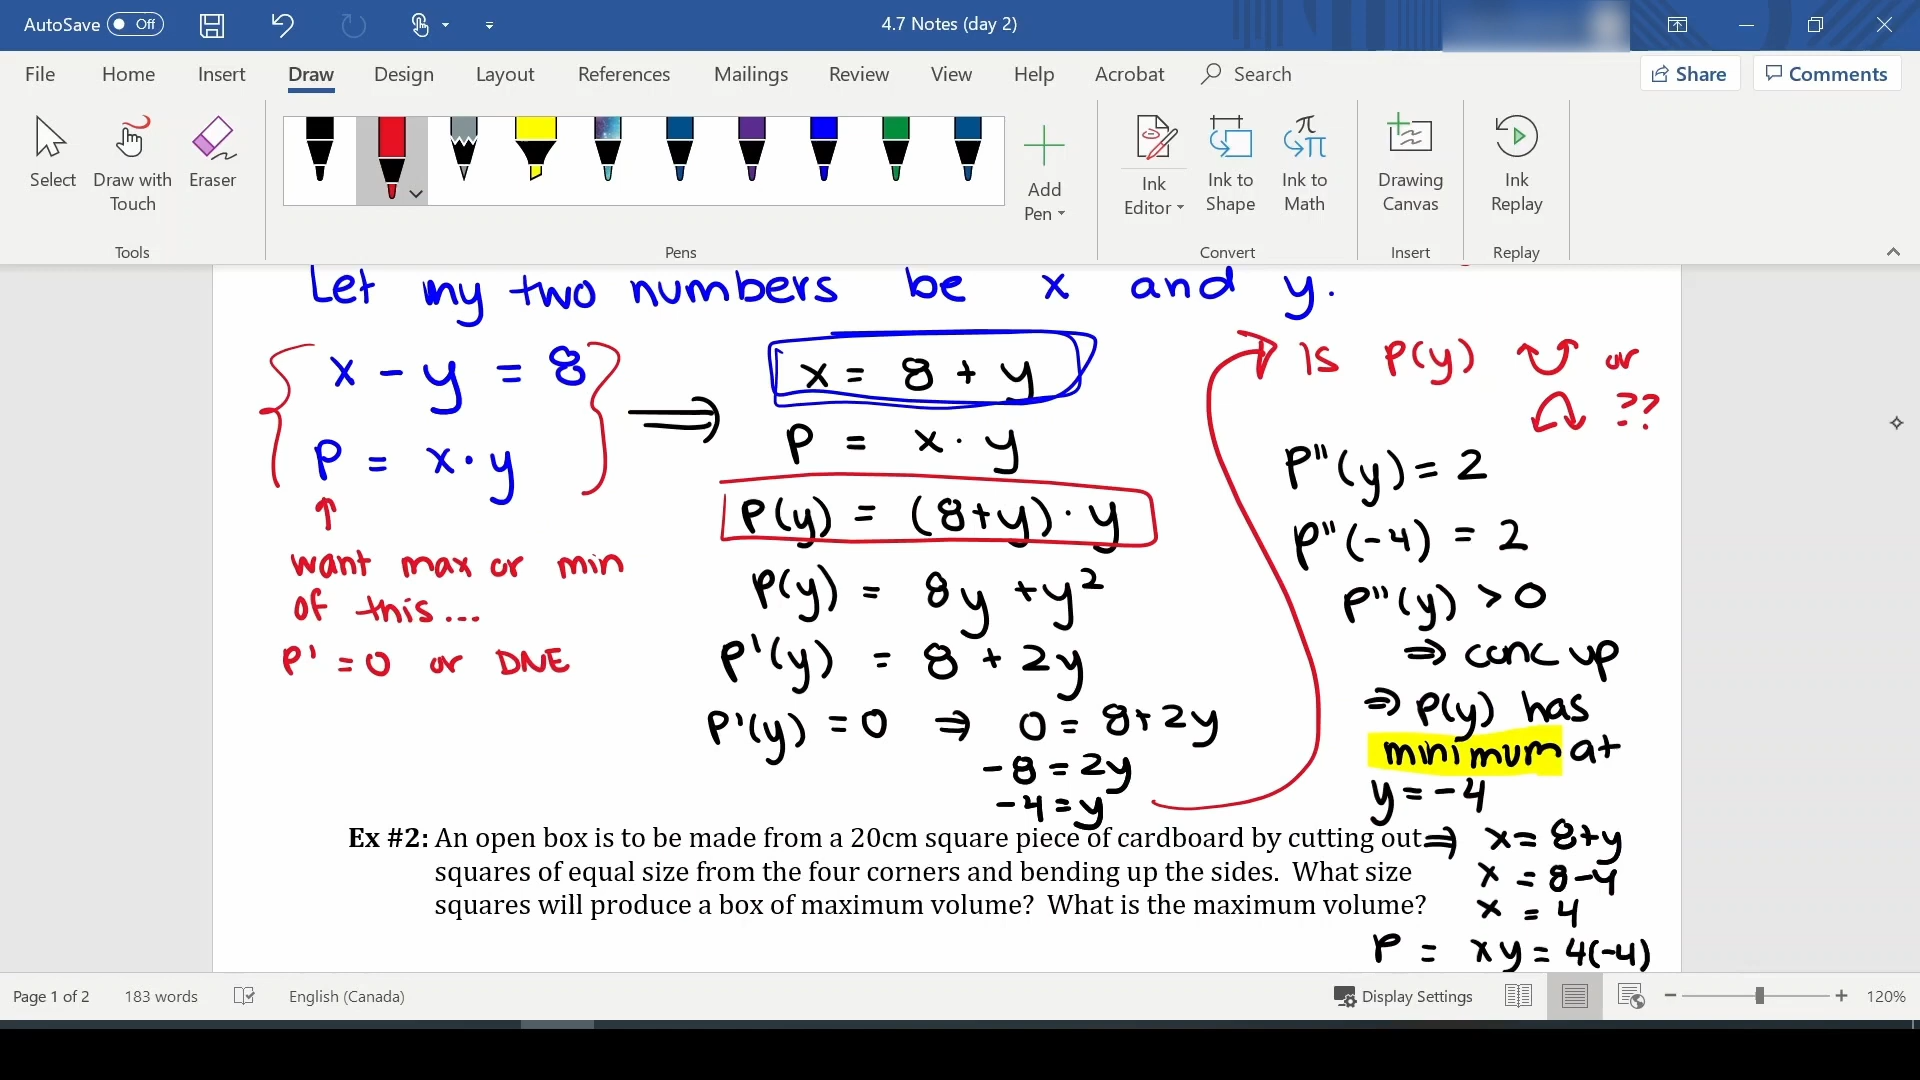 AutoSave Off
4.7 Notes (day 2)
File Home Insert Draw Design Layout References Mailings Review View Help Acrobat Search
Share Comments
Select
Draw with Touch
Eraser
Add Pen
Ink Editor
Ink to Shape
Ink to Math
Drawing Canvas
Ink Replay
Tools Pens Convert Insert Replay
Let my two numbers be x and y.
x - y = 8
P = x · y
want max or min
of this...
P' = 0 or DNE
x = 8 + y
P = x · y
P(y) = (8+y) · y
P(y) = 8y + y²
P'(y) = 8 + 2y
P'(y) = 0 ⇒ 0 = 8 + 2y
-8 = 2y
-4 = y
Is P(y) or
??
P''(y) = 2
P''(-4) = 2
P''(y) > 0
⇒ conc up
⇒ P(y) has
minimum at
y = -4
⇒ x = 8+y
x = 8-4
x = 4
P = xy = 4(-4)
Ex #2: An open box is to be made from a 20cm square piece of cardboard by cutting out
squares of equal size from the four corners and bending up the sides. What size
squares will produce a box of maximum volume? What is the maximum volume?
Page 1 of 2 183 words English (Canada) Display Settings 120%